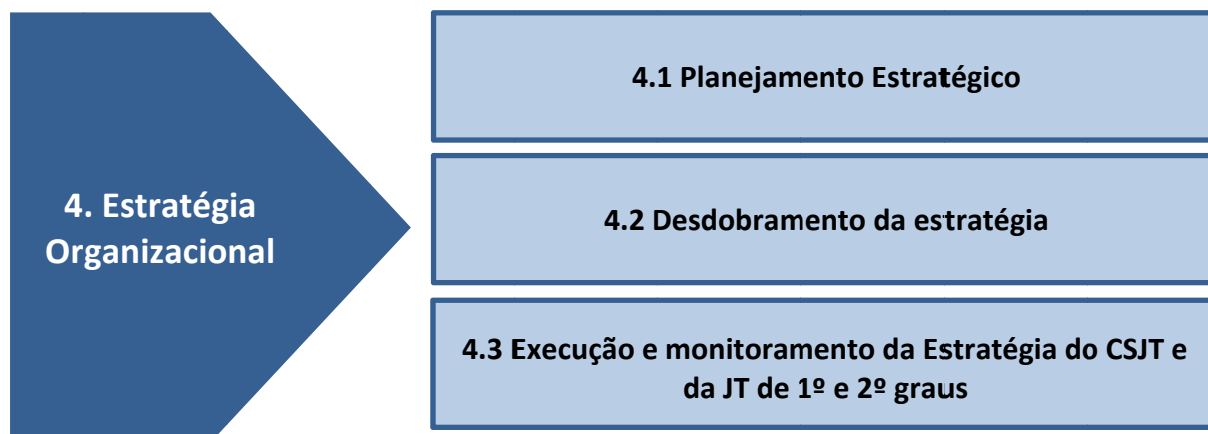 4. Estratégia
Organizacional
4.1 Planejamento Estratégico
4.2 Desdobramento da estratégia
4.3 Execução e monitoramento da Estratégia do CSJT e
da JT de 1º e 2º graus